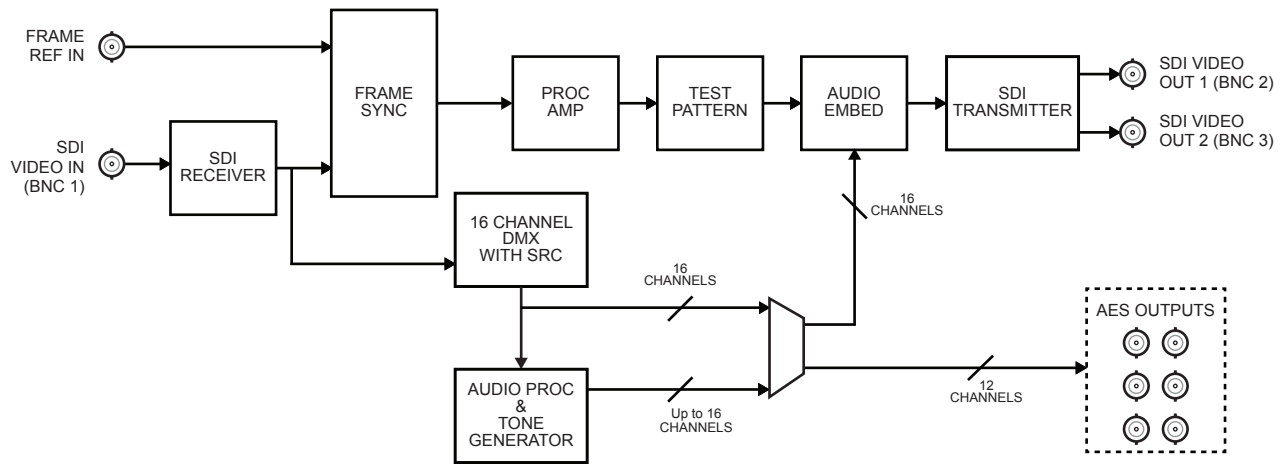 FRAME
REF IN
SDI
VIDEO IN
(BNC 1)
SDI
RECEIVER
FRAME
SYNC
PROC
AMP
TEST
PATTERN
AUDIO
EMBED
SDI
TRANSMITTER
SDI VIDEO
OUT 1 (BNC 2)
SDI VIDEO
OUT 2 (BNC 3)
16 CHANNEL
DMX
WITH SRC
16
CHANNELS
16
CHANNELS
AUDIO PROC
&
TONE
GENERATOR
Up to 16
CHANNELS
12
CHANNELS
AES OUTPUTS